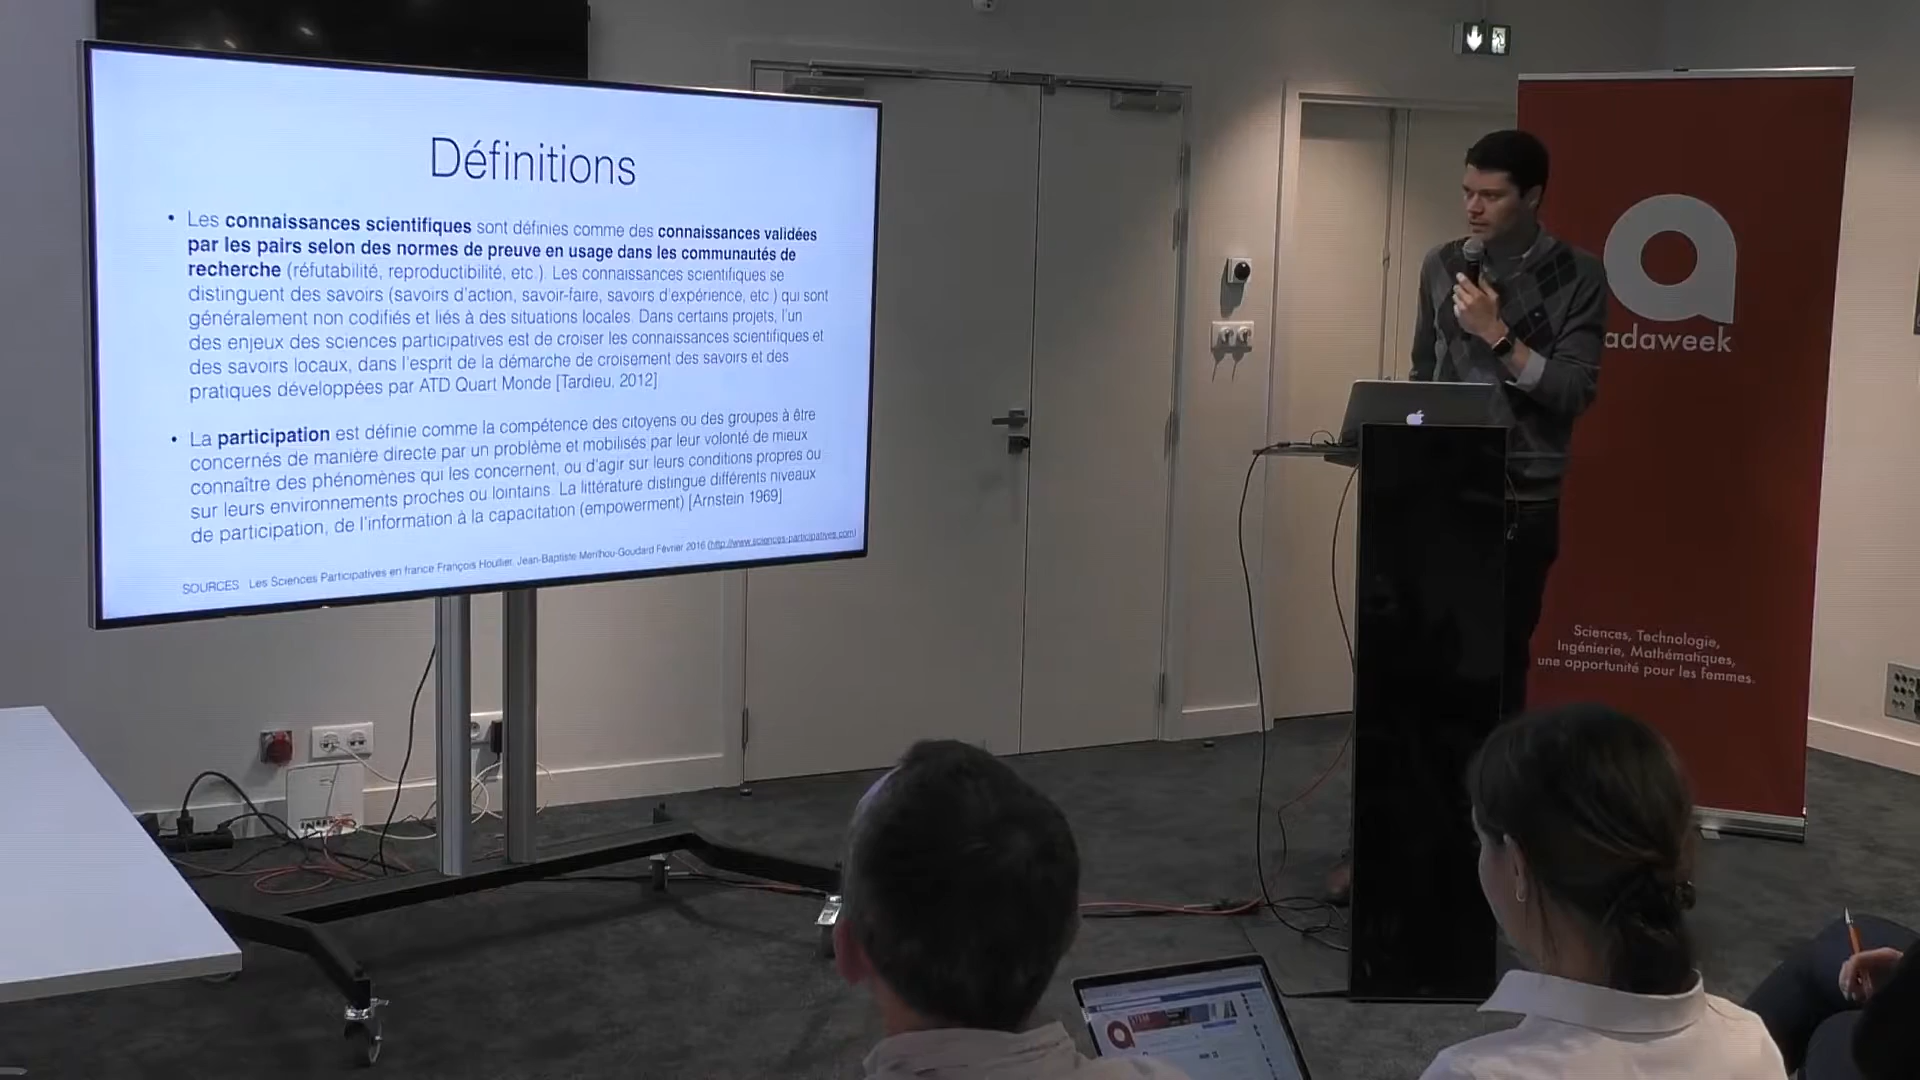 Définitions
• Les connaissances scientifiques sont définies comme des connaissances validées
par les pairs selon des normes de preuve en usage dans les communautés de
recherche (réfutabilité, reproductibilité, etc.). Les connaissances scientifiques se
distinguent des savoirs (savoirs d'action, savoir-faire, savoirs d'expérience, etc.) qui sont
généralement non codifiés et liés à des situations locales. Dans certains projets, l'un
des enjeux des sciences participatives est de croiser les connaissances scientifiques et
des savoirs locaux, dans l'esprit de la démarche de croisement des savoirs et des
pratiques développées par ATD Quart Monde [Tardieu, 2012]
• La participation est définie comme la compétence des citoyens ou des groupes à être
concernés de manière directe par un problème et mobilisés par leur volonté de mieux
connaître des phénomènes qui les concernent, ou d'agir sur leurs conditions propres ou
sur leurs environnements proches ou lointains. La littérature distingue différents niveaux
de participation, de l'information à la capacitation (empowerment) [Arnstein 1969]
SOURCES Les Sciences Participatives en france François Houllier, Jean-Baptiste Merilhou-Goudard Février 2016 (http://www.sciences-participatives.com)
adaweek
Sciences, Technologie,
Ingénierie, Mathématiques,
une opportunité pour les femmes.